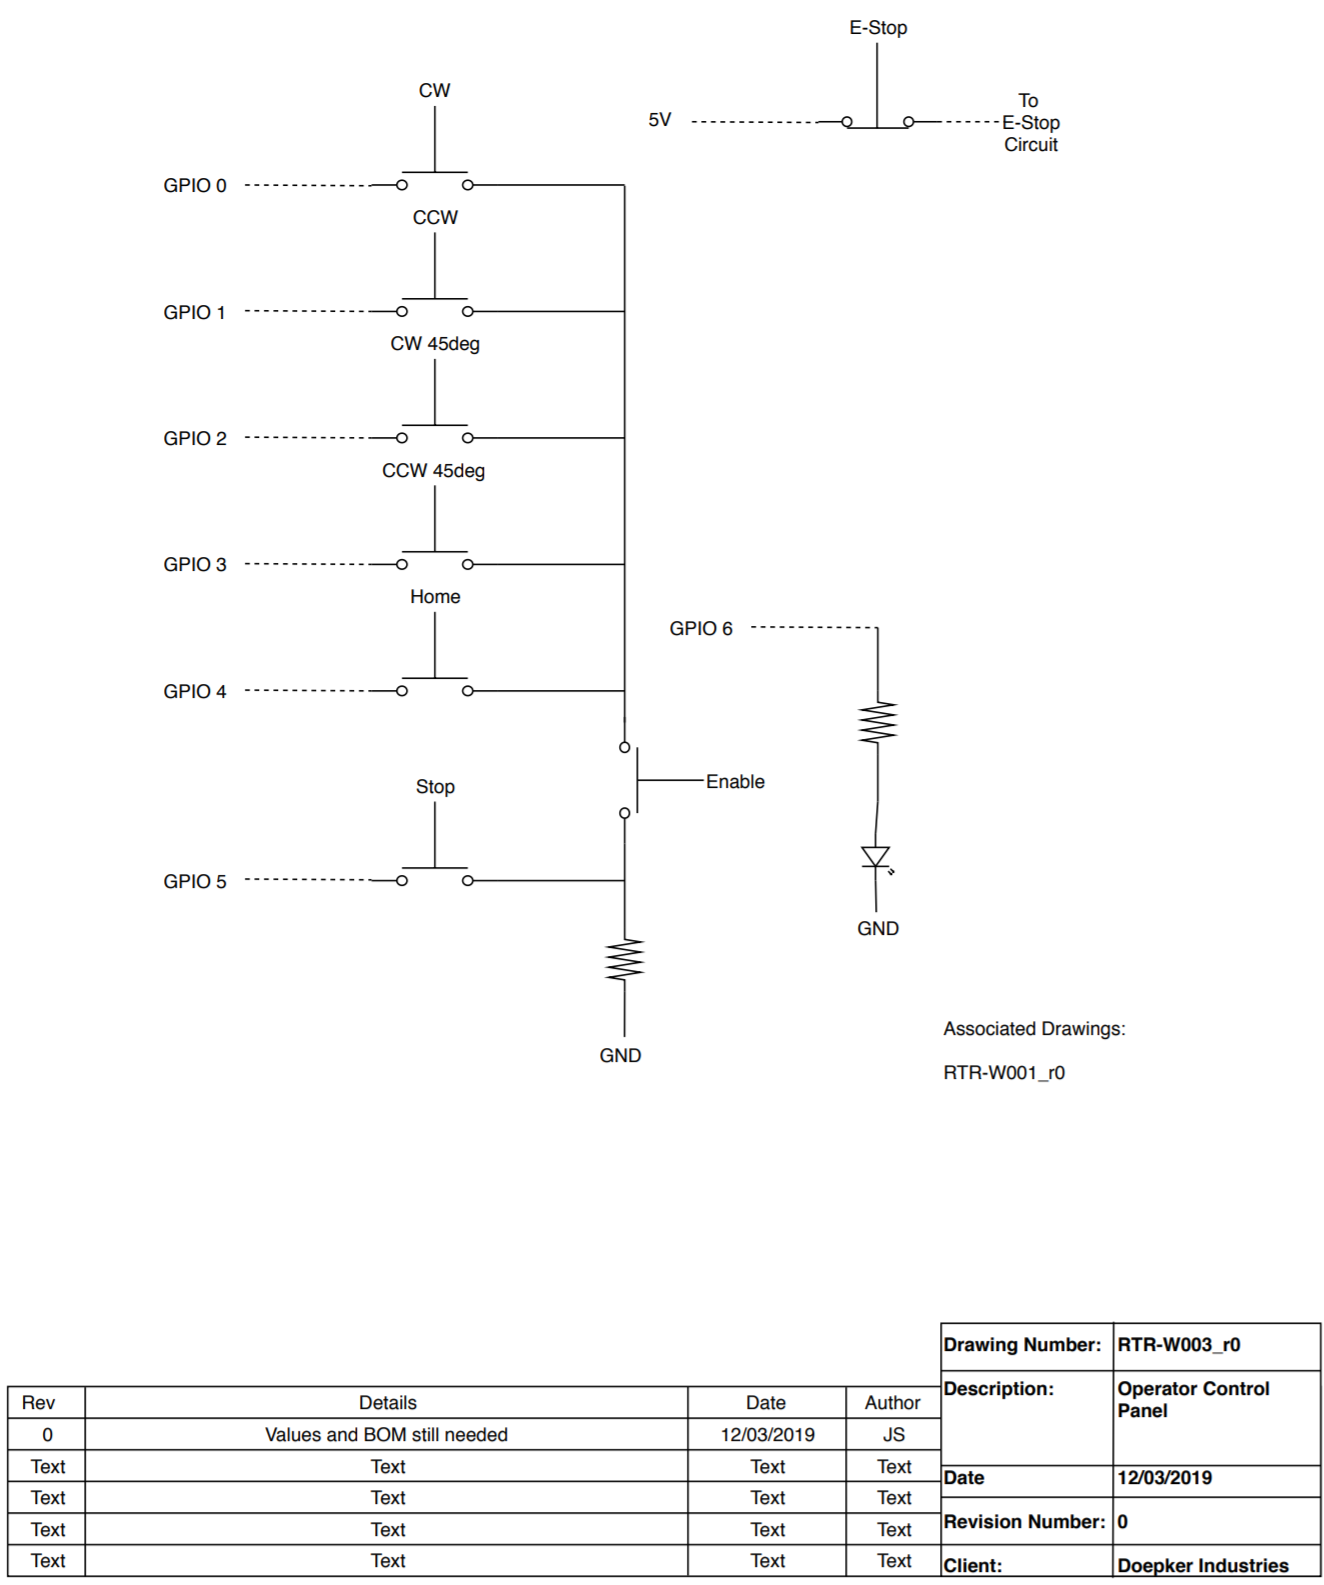 E-Stop
CW
5V
To
E-Stop
Circuit
GPIO 0
CCW
GPIO 1
CW 45deg
GPIO 2
CCW 45deg
GPIO 3
Home
GPIO 6
GPIO 4
Enable
Stop
GPIO 5
GND
GND
Associated Drawings:
RTR-W001_r0
Drawing Number: RTR-W003_r0
Description: Operator Control
Panel
Date 12/03/2019
Revision Number: 0
Client: Doepker Industries
Rev Details Date Author
0 Values and BOM still needed 12/03/2019 JS
Text Text Text Text
Text Text Text Text
Text Text Text Text
Text Text Text Text